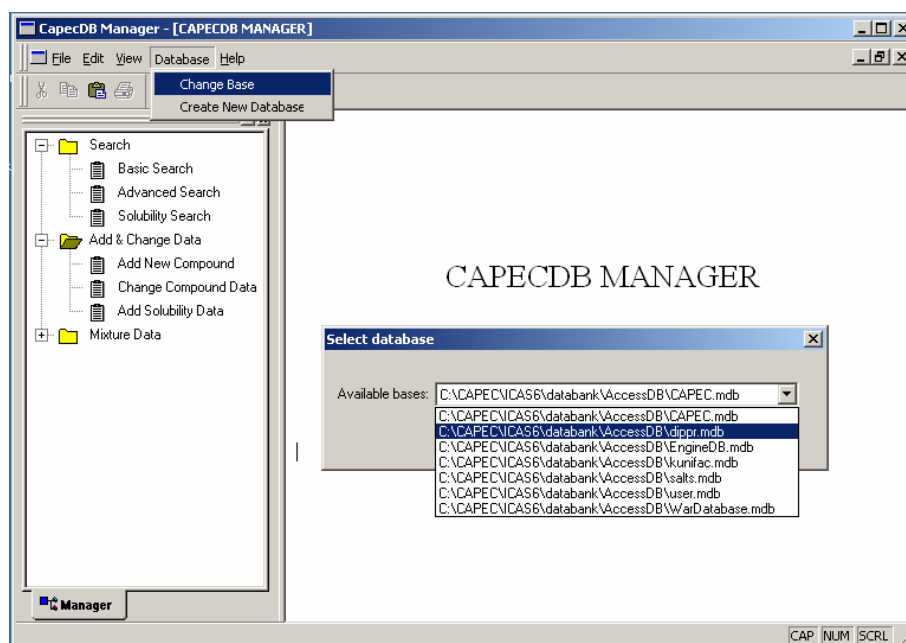 CapecDB Manager - [CAPECDB MANAGER]
File Edit View Database Help
Change Base
Create New Database
Search
Basic Search
Advanced Search
Solubility Search
Add & Change Data
Add New Compound
Change Compound Data
Add Solubility Data
Mixture Data
CAPECDB MANAGER
Select database
Available bases: C:\CAPEC\ICAS6\databank\AccessDB\CAPEC.mdb
C:\CAPEC\ICAS6\databank\AccessDB\CAPEC.mdb
C:\CAPEC\ICAS6\databank\AccessDB\dippr.mdb
C:\CAPEC\ICAS6\databank\AccessDB\EngineDB.mdb
C:\CAPEC\ICAS6\databank\AccessDB\kunifac.mdb
C:\CAPEC\ICAS6\databank\AccessDB\salts.mdb
C:\CAPEC\ICAS6\databank\AccessDB\user.mdb
C:\CAPEC\ICAS6\databank\AccessDB\WarDatabase.mdb
Manager
CAP NUM SCRL